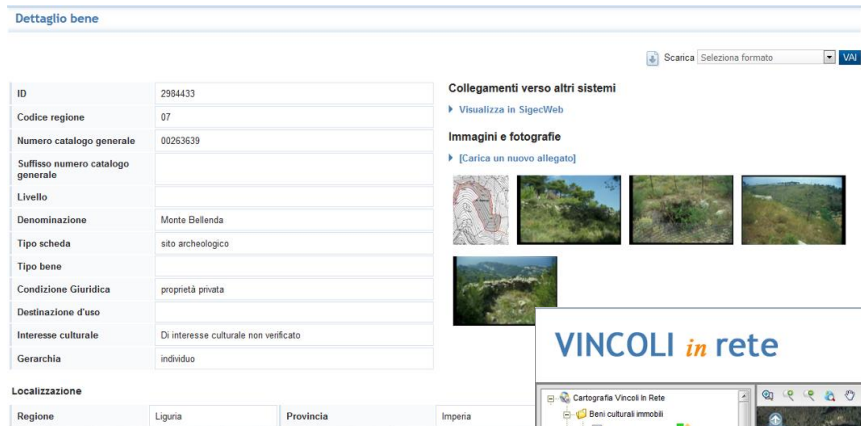 Dettaglio bene
Scarica Seleziona formato VAI
ID 2984433
Codice regione 07
Numero catalogo generale 00263639
Suffisso numero catalogo
generale
Livello
Denominazione Monte Bellenda
Tipo scheda sito archeologico
Tipo bene
Condizione Giuridica proprietà privata
Destinazione d'uso
Interesse culturale Di interesse culturale non verificato
Gerarchia individuo
Localizzazione
Regione Liguria Provincia Imperia
Collegamenti verso altri sistemi
Visualizza in SigecWeb
Immagini e fotografie
[Carica un nuovo allegato]
VINCOLI in rete
Cartografia Vincoli In Rete
Beni culturali immobili